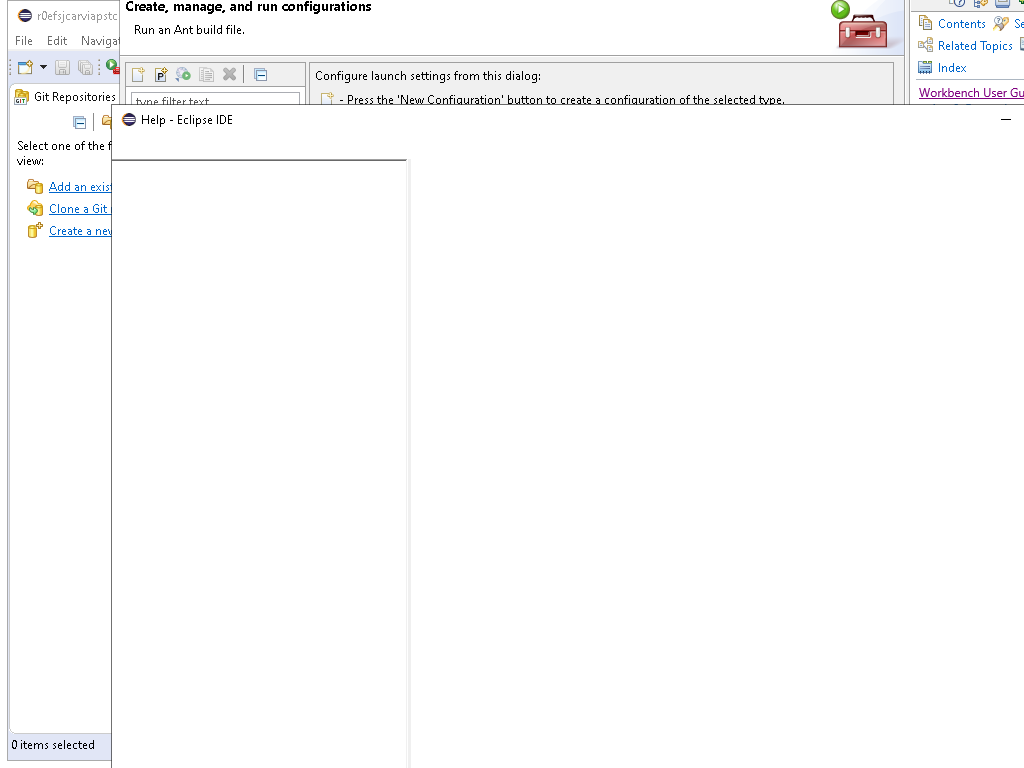 r0efsjcarviapstc
File Edit Navigat
Git Repositories
Select one of the f
view:
Add an exist
Clone a Git
Create a new
0 items selected
Create, manage, and run configurations
Run an Ant build file.
type filter text
Configure launch settings from this dialog:
- Press the 'New Configuration' button to create a configuration of the selected type.
Contents Se
Related Topics
Index
Workbench User Gu
Help - Eclipse IDE